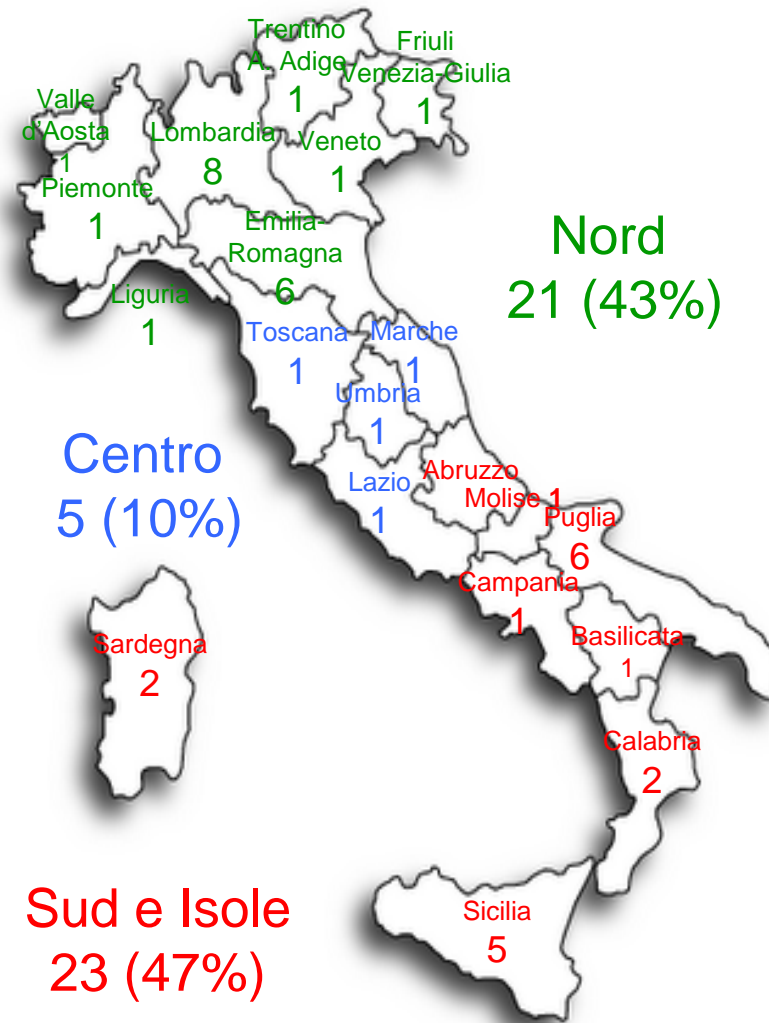 Trentino
A. Adige
1
Friuli
Venezia-Giulia
1
Valle
d'Aosta
1
Lombardia
8
Veneto
1
Piemonte
1
Emilia-
Romagna
6
Liguria
1
Nord
21 (43%)
Toscana
1
Marche
1
Umbria
1
Centro
5 (10%)
Lazio
1
Abruzzo
Molise 1
Puglia
6
Campania
1
Basilicata
1
Sardegna
2
Calabria
2
Sud e Isole
23 (47%)
Sicilia
5